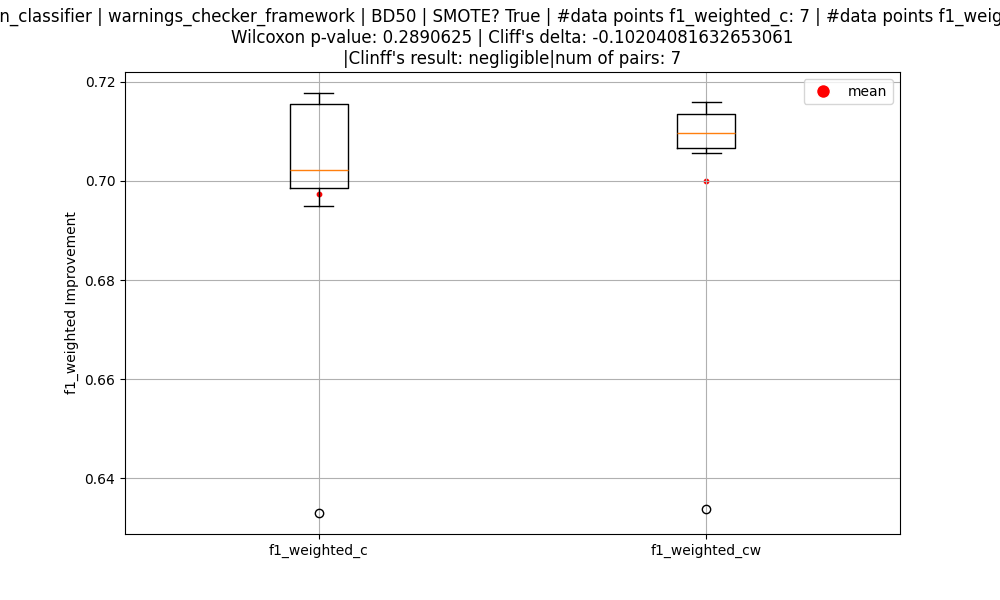 n_classifier | warnings_checker_framework | BD50 | SMOTE? True | #data points f1_weighted_c: 7 | #data points f1_weig
Wilcoxon p-value: 0.2890625 | Cliff's delta: -0.10204081632653061
|Clinff's result: negligible|num of pairs: 7
mean
0.72
0.70
0.68
0.66
0.64
f1_weighted Improvement
f1_weighted_c
f1_weighted_cw